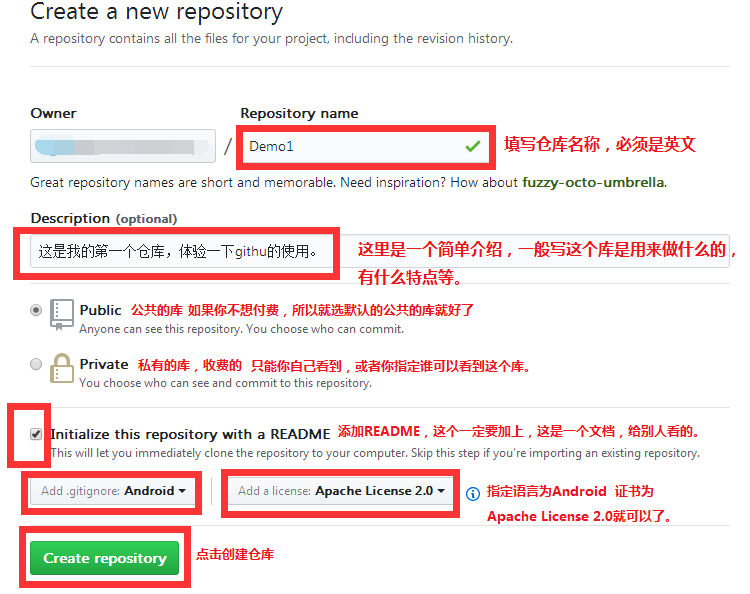 Create a new repository
A repository contains all the files for your project, including the revision history.
Owner
Repository name
/
Demo1
填写仓库名称，必须是英文
Great repository names are short and memorable. Need inspiration? How about fuzzy-octo-umbrella.
Description (optional)
这是我的第一个仓库，体验一下githu的使用。
这里是一个简单介绍，一般写这个库是用来做什么的，
有什么特点等。
Public 公共的库 如果你不想付费，所以就选默认的公共的库就好了
Anyone can see this repository. You choose who can commit.
Private 私有的库，收费的 只能你自己看到，或者你指定谁可以看到这个库。
You choose who can see and commit to this repository.
Initialize this repository with a README 添加README，这个一定要加上，这是一个文档，给别人看的。
This will let you immediately clone the repository to your computer. Skip this step if you're importing an existing repository.
Add .gitignore: Android
Add a license: Apache License 2.0
指定语言为Android 证书为
Apache License 2.0就可以了。
Create repository
点击创建仓库